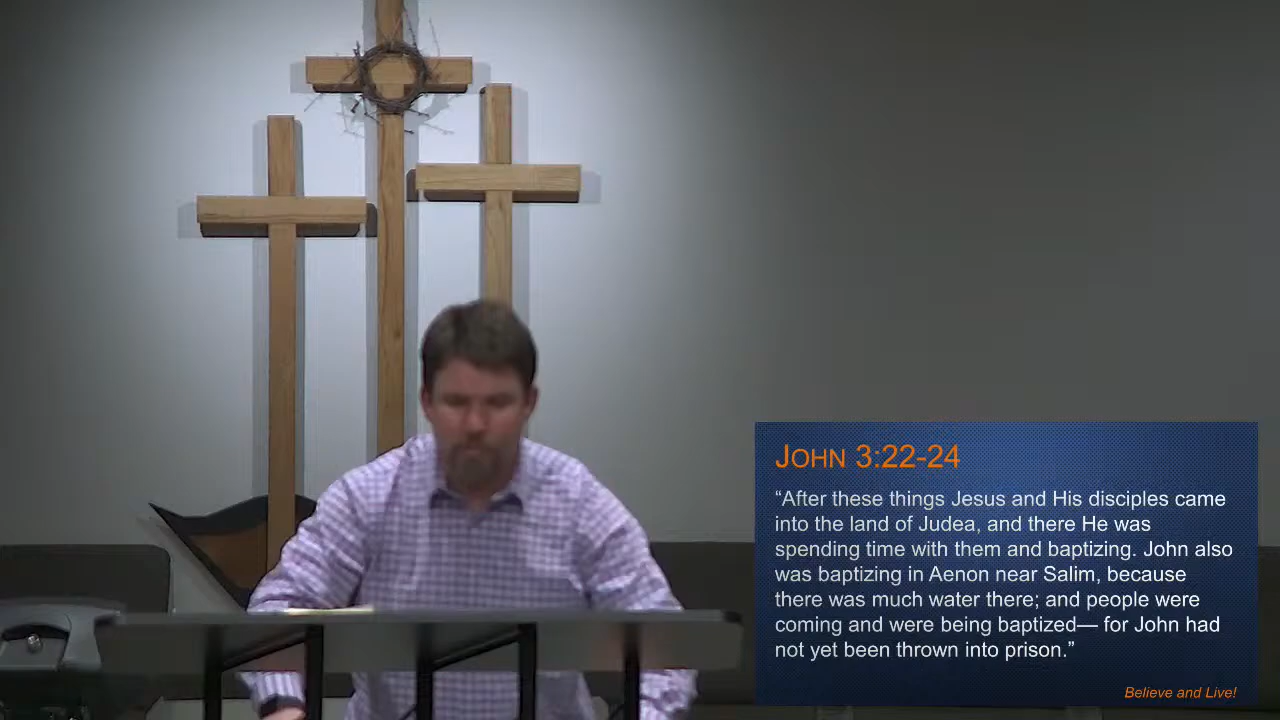 JOHN 3:22-24
“After these things Jesus and His disciples came
into the land of Judea, and there He was
spending time with them and baptizing. John also
was baptizing in Aenon near Salim, because
there was much water there; and people were
coming and were being baptized— for John had
not yet been thrown into prison.”
Believe and Live!